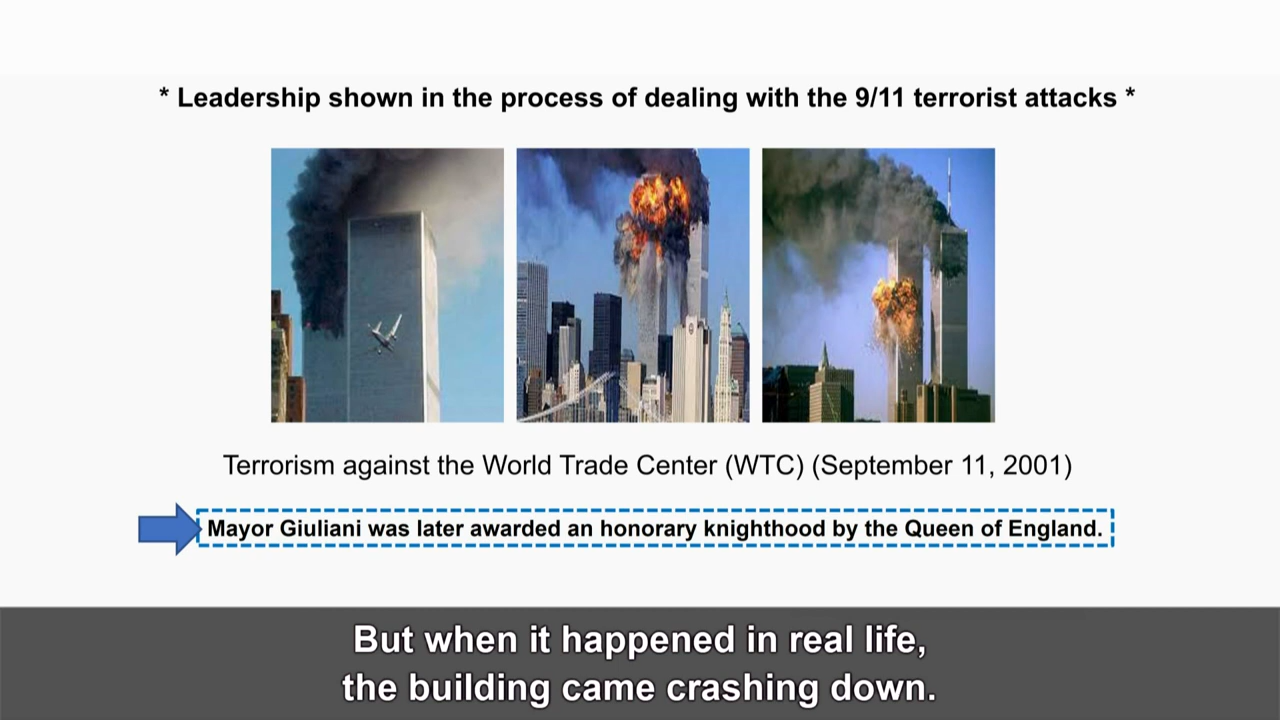 * Leadership shown in the process of dealing with the 9/11 terrorist attacks *
Terrorism against the World Trade Center (WTC) (September 11, 2001)
Mayor Giuliani was later awarded an honorary knighthood by the Queen of England.
But when it happened in real life,
the building came crashing down.